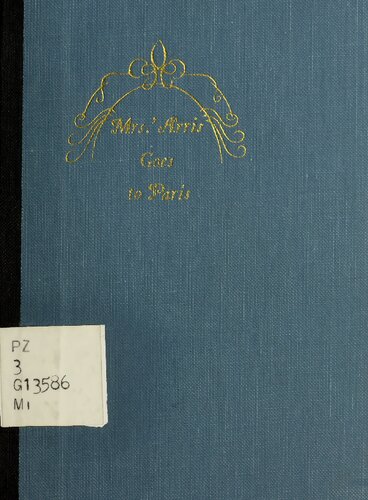 Mrs. 'Arris
Goes
to Paris
PZ
3
G13586
Mi